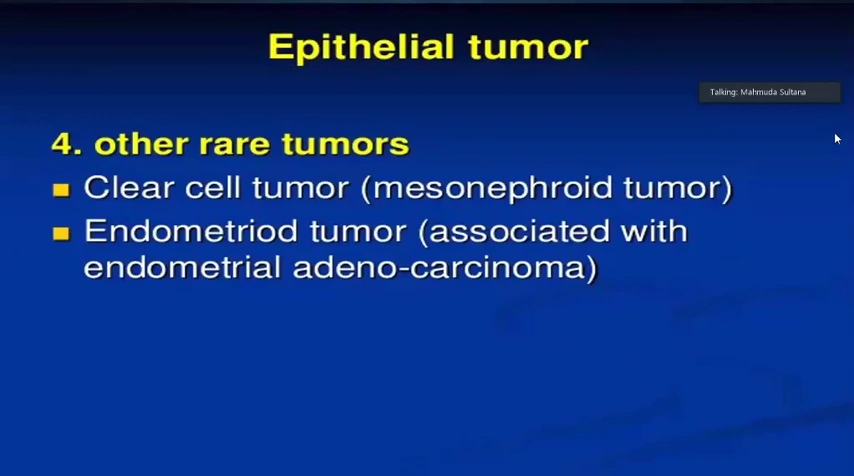 Epithelial tumor
Talking: Mahmuda Sultana
4. other rare tumors
Clear cell tumor (mesonephroid tumor)
Endometriod tumor (associated with
endometrial adeno-carcinoma)